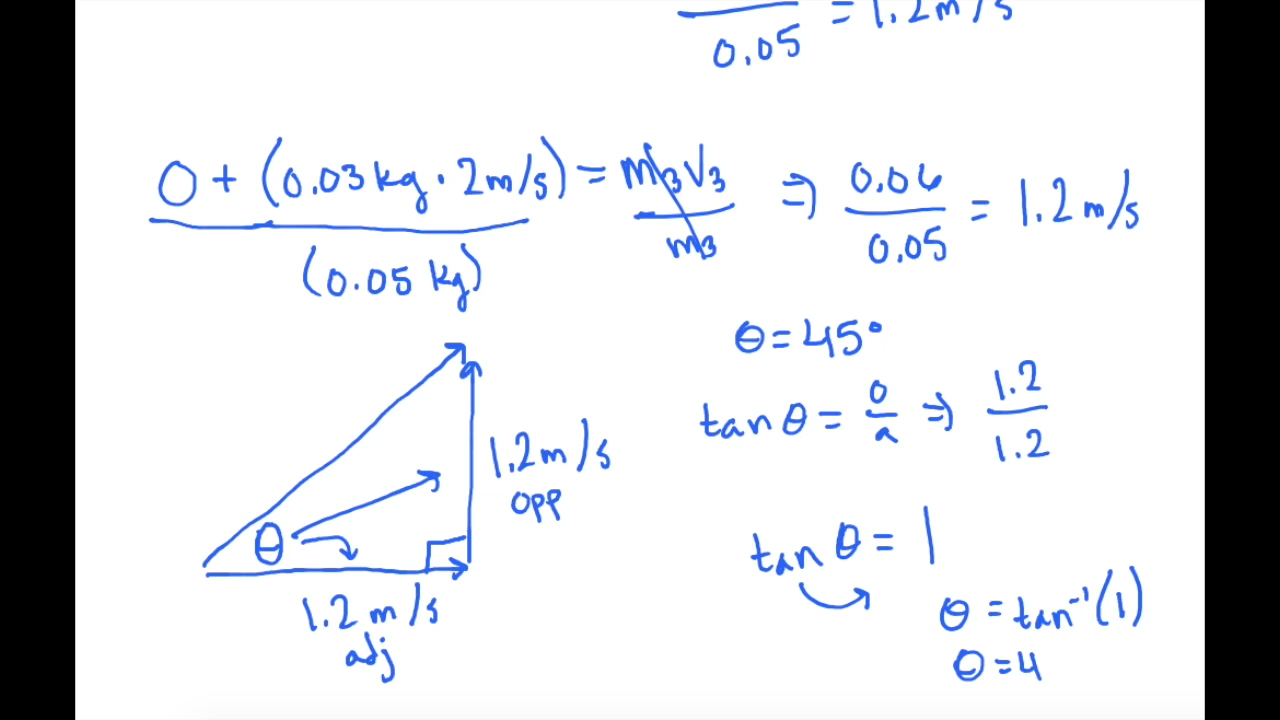 0.05 = 1.2 m/s
0 + (0.03 kg · 2 m/s) = m3v3 ⇒ 0.06 = 1.2 m/s
(0.05 kg) m3 0.05
θ = 45°
tan θ = o/a ⇒ 1.2/1.2
1.2 m/s
opp
θ
tan θ = 1
1.2 m/s
adj
θ = tan⁻¹(1)
θ = 4